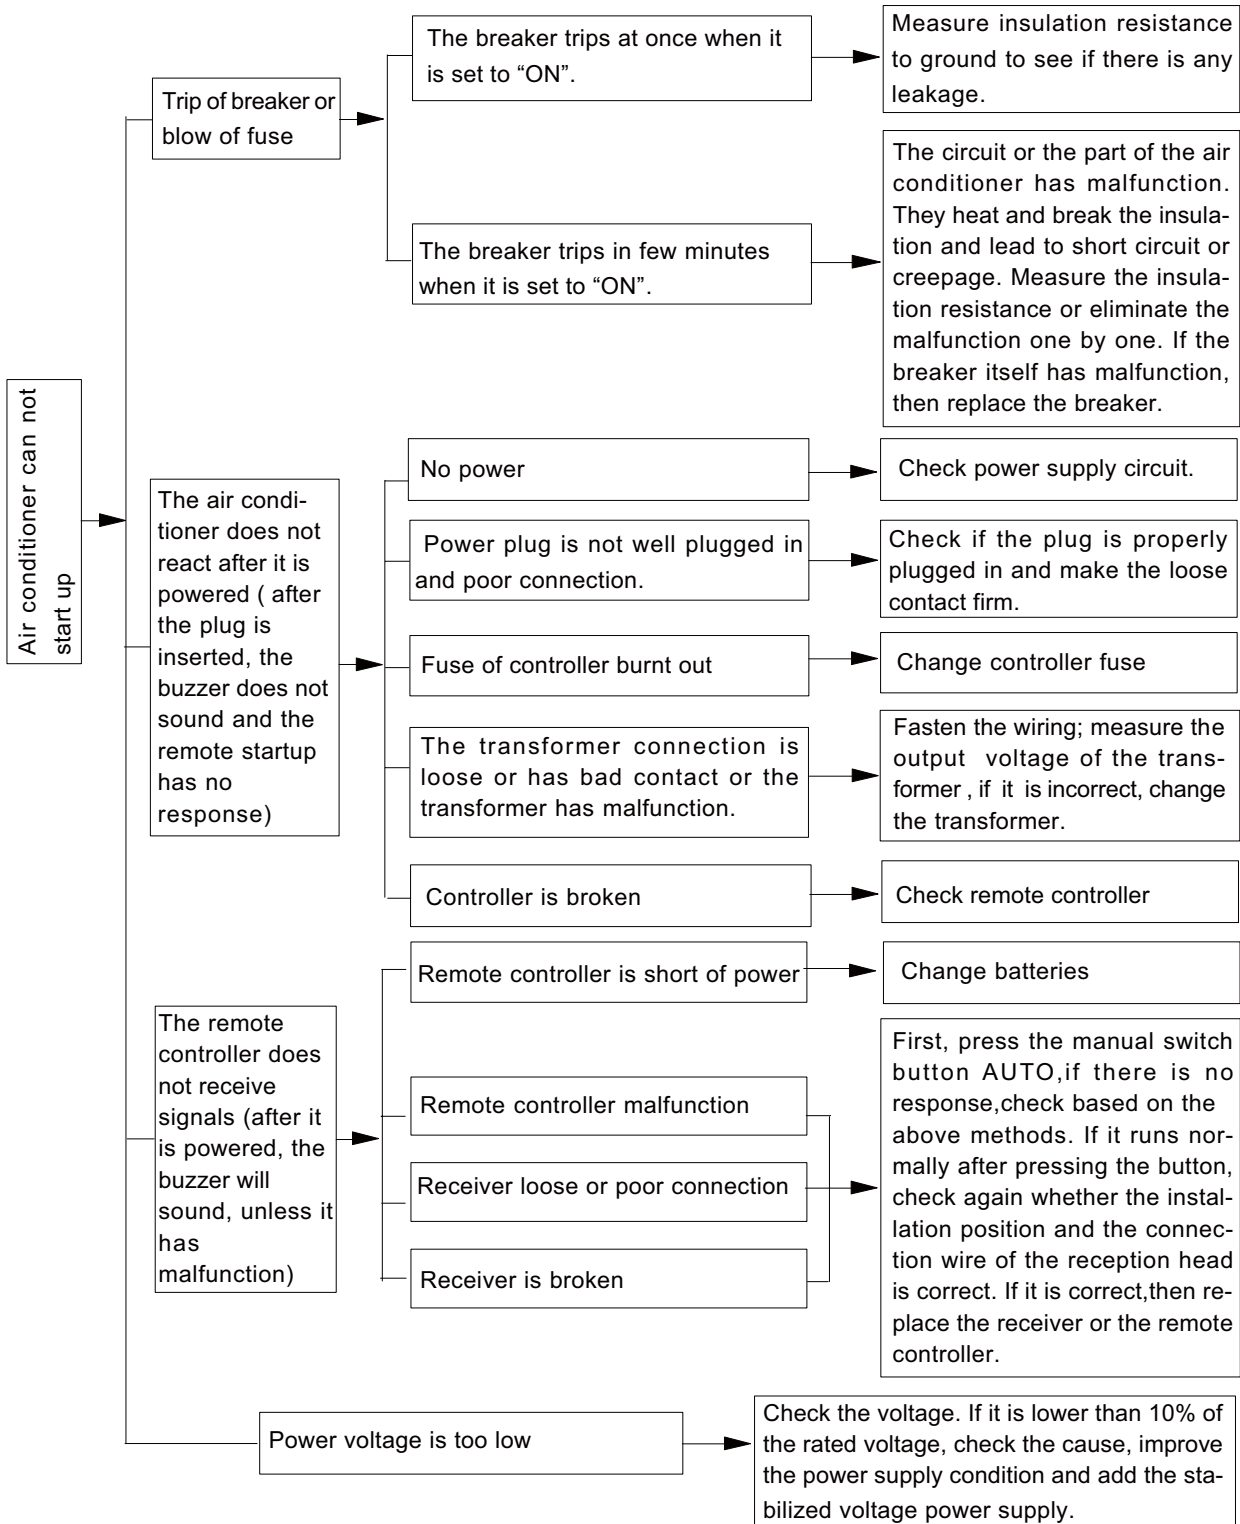 Air conditioner can not
start up
Trip of breaker or
blow of fuse
The breaker trips at once when it
is set to “ON”.
Measure insulation resistance
to ground to see if there is any
leakage.
The breaker trips in few minutes
when it is set to “ON”.
The circuit or the part of the air
conditioner has malfunction.
They heat and break the insula-
tion and lead to short circuit or
creepage. Measure the insula-
tion resistance or eliminate the
malfunction one by one. If the
breaker itself has malfunction,
then replace the breaker.
The air condi-
tioner does not
react after it is
powered ( after
the plug is
inserted, the
buzzer does not
sound and the
remote startup
has no
response)
No power
Check power supply circuit.
Power plug is not well plugged in
and poor connection.
Check if the plug is properly
plugged in and make the loose
contact firm.
Fuse of controller burnt out
Change controller fuse
The transformer connection is
loose or has bad contact or the
transformer has malfunction.
Fasten the wiring; measure the
output voltage of the trans-
former , if it is incorrect, change
the transformer.
Controller is broken
Check remote controller
The remote
controller does
not receive
signals (after it
is powered, the
buzzer will
sound, unless it
has
malfunction)
Remote controller is short of power
Change batteries
Remote controller malfunction
Receiver loose or poor connection
Receiver is broken
First, press the manual switch
button AUTO,if there is no
response,check based on the
above methods. If it runs nor-
mally after pressing the button,
check again whether the instal-
lation position and the connec-
tion wire of the reception head
is correct. If it is correct,then re-
place the receiver or the remote
controller.
Power voltage is too low
Check the voltage. If it is lower than 10% of
the rated voltage, check the cause, improve
the power supply condition and add the sta-
bilized voltage power supply.